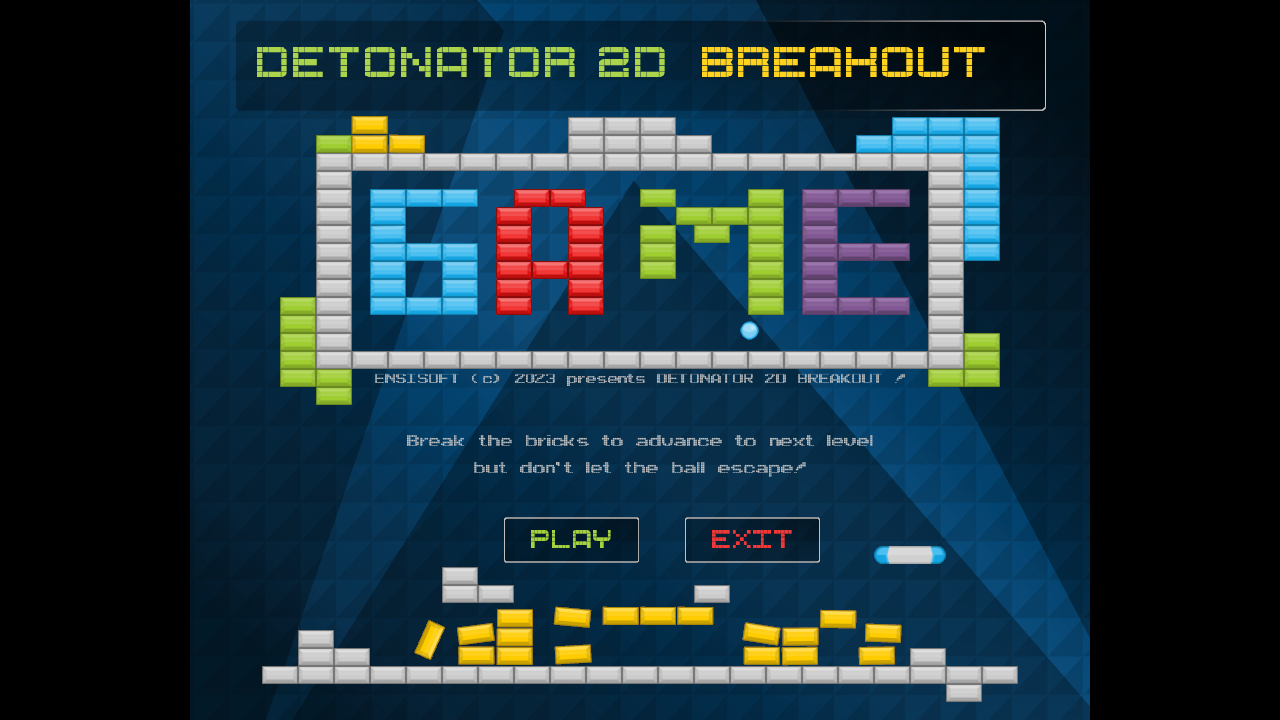 DETONATOR 2D BREAKOUT
GAME
ENSISOFT (c) 2023 presents DETONATOR 2D BREAKOUT !
Break the bricks to advance to next level
but don't let the ball escape!
PLAY EXIT